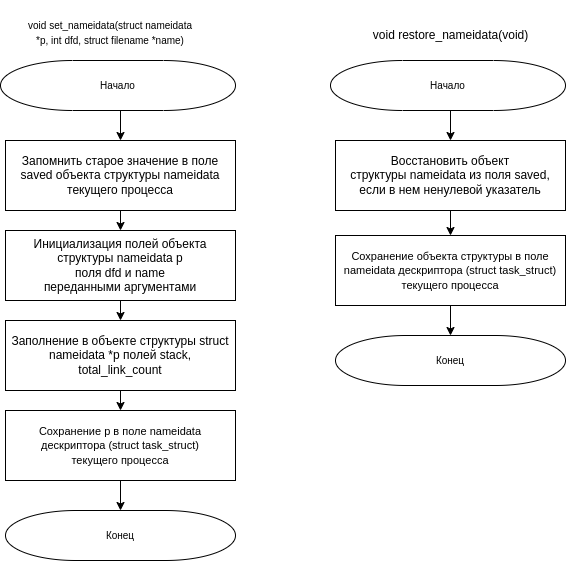 void set_nameidata(struct nameidata
*p, int dfd, struct filename *name)
Начало
Запомнить старое значение в поле
saved объекта структуры nameidata
текущего процесса
Инициализация полей объекта
структуры nameidata p
поля dfd и name
переданными аргументами
Заполнение в объекте структуры struct
nameidata *p полей stack,
total_link_count
Сохранение p в поле nameidata
дескриптора (struct task_struct)
текущего процесса
Конец
void restore_nameidata(void)
Начало
Восстановить объект
структуры nameidata из поля saved,
если в нем ненулевой указатель
Сохранение объекта структуры в поле
nameidata дескриптора (struct task_struct)
текущего процесса
Конец